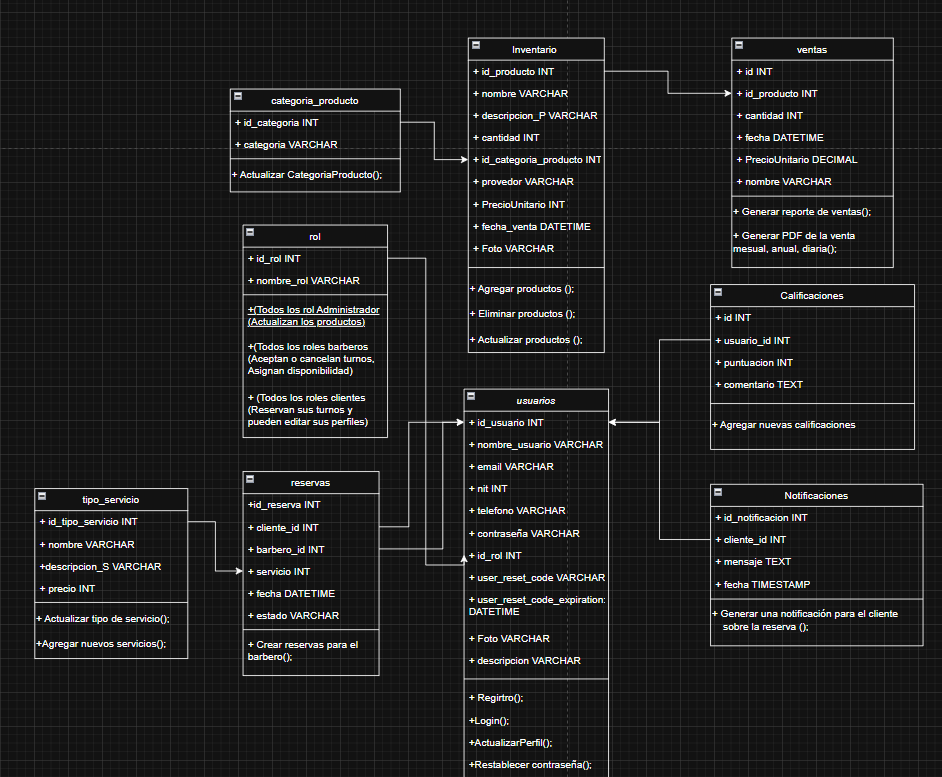 Inventario
+ id_producto INT
+ nombre VARCHAR
+ descripcion_P VARCHAR
+ cantidad INT
+ id_categoria_producto INT
+ provedor VARCHAR
+ PrecioUnitario INT
+ fecha_venta DATETIME
+ Foto VARCHAR
+ Agregar productos ();
+ Eliminar productos ();
+ Actualizar productos ();
ventas
+ id INT
+ id_producto INT
+ cantidad INT
+ fecha DATETIME
+ PrecioUnitario DECIMAL
+ nombre VARCHAR
+ Generar reporte de ventas();
+ Generar PDF de la venta
mesual, anual, diaria();
categoria_producto
+ id_categoria INT
+ categoria VARCHAR
+ Actualizar CategoriaProducto();
rol
+ id_rol INT
+ nombre_rol VARCHAR
+(Todos los rol Administrador
(Actualizan los productos)
+(Todos los roles barberos
(Aceptan o cancelan turnos,
Asignan disponibilidad)
+ (Todos los roles clientes
(Reservan sus turnos y
pueden editar sus perfiles)
Calificaciones
+ id INT
+ usuario_id INT
+ puntuacion INT
+ comentario TEXT
+ Agregar nuevas calificaciones
usuarios
+ id_usuario INT
+ nombre_usuario VARCHAR
+ email VARCHAR
+ nit INT
+ telefono VARCHAR
+ contraseña VARCHAR
+ id_rol INT
+ user_reset_code VARCHAR
+ user_reset_code_expiration:
DATETIME
+ Foto VARCHAR
+ descripcion VARCHAR
+ Regirtro();
+Login();
+ActualizarPerfil();
+Restablecer contraseña();
reservas
+id_reserva INT
+ cliente_id INT
+ barbero_id INT
+ servicio INT
+ fecha DATETIME
+ estado VARCHAR
+ Crear reservas para el
barbero();
tipo_servicio
+ id_tipo_servicio INT
+ nombre VARCHAR
+descripcion_S VARCHAR
+ precio INT
+ Actualizar tipo de servicio();
+Agregar nuevos servicios();
Notificaciones
+ id_notificacion INT
+ cliente_id INT
+ mensaje TEXT
+ fecha TIMESTAMP
+ Generar una notificación para el cliente
sobre la reserva ();